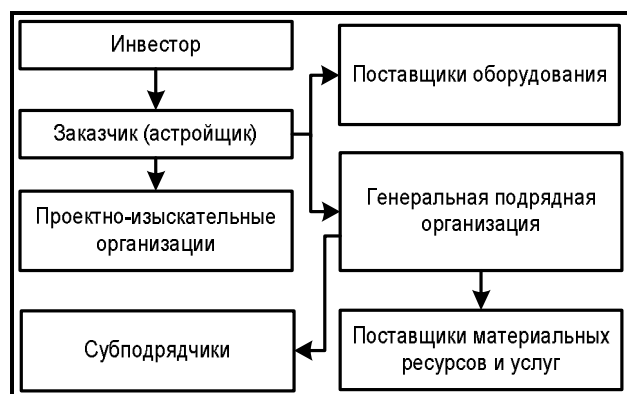 Инвестор
Поставщики оборудования
Заказчик (астройщик)
Проектно-изыскательные
организации
Генеральная подрядная
организация
Субподрядчики
Поставщики материальных
ресурсов и услуг